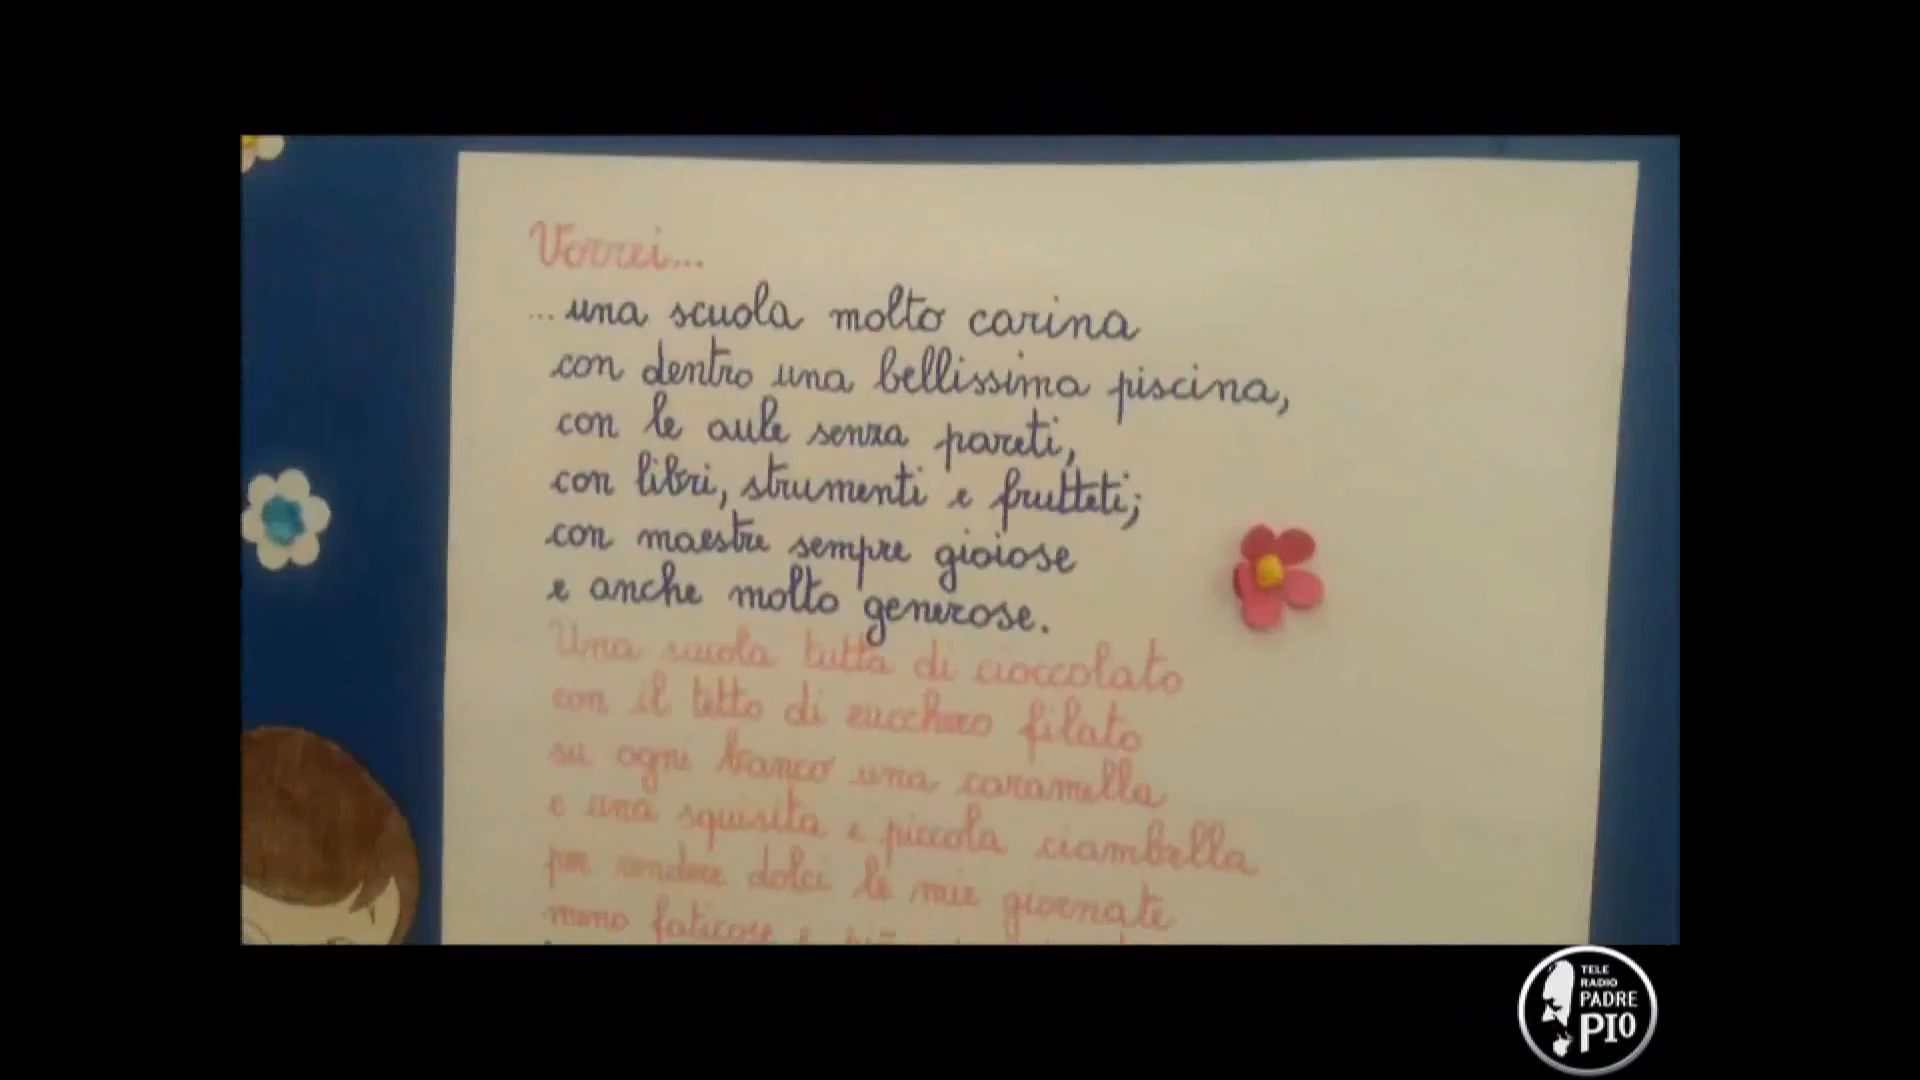 Vorrei...
...una scuola molto carina
con dentro una bellissima piscina,
con le aule senza pareti,
con libri, strumenti e frutteti;
con maestre sempre gioiose
e anche molto generose.
Una scuola tutta di cioccolato
con il tetto di zucchero filato
su ogni banco una caramella
e una squisita e piccola ciambella
per rendere dolci le mie giornate
meno faticose e più
TELE
RADIO
PADRE
PIO